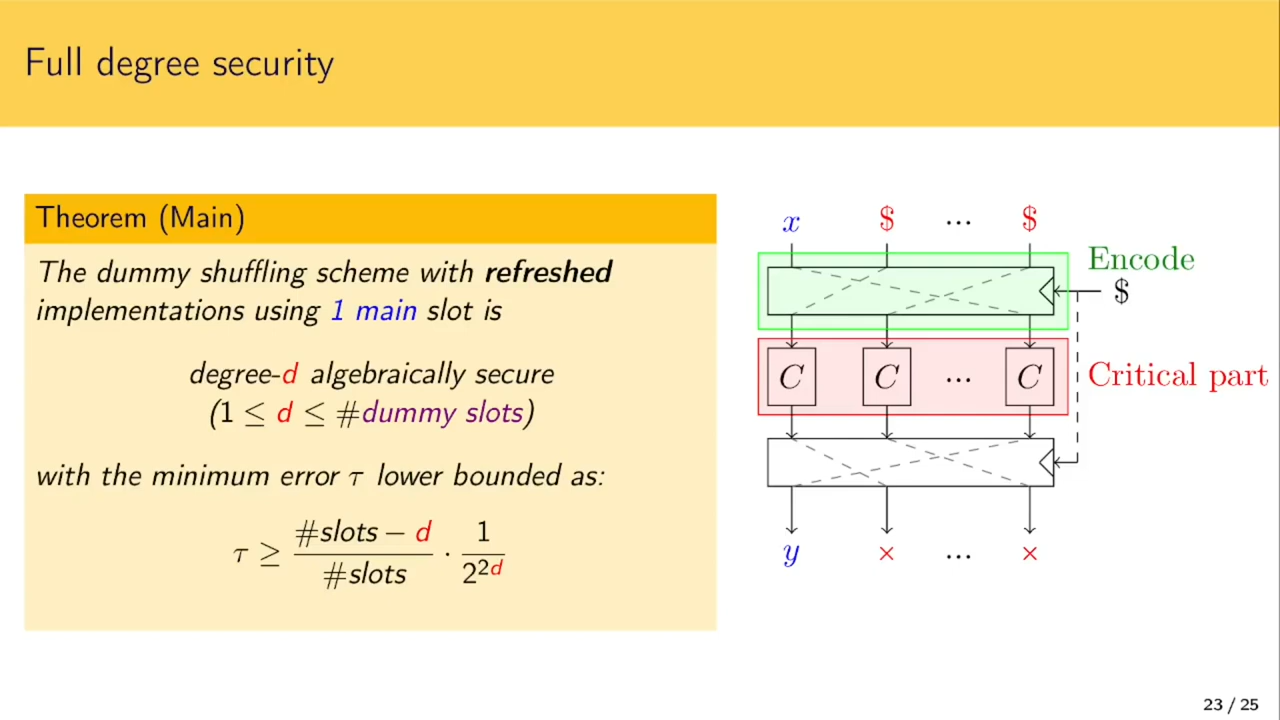 Full degree security
Theorem (Main)
The dummy shuffling scheme with refreshed
implementations using 1 main slot is
degree-d algebraically secure
(1 ≤ d ≤ #dummy slots)
with the minimum error τ lower bounded as:
τ ≥ (#slots − d) / #slots · 1 / 2^{2d}
x $ ··· $
Encode
$
C C ··· C
Critical part
y × ··· ×
23 / 25